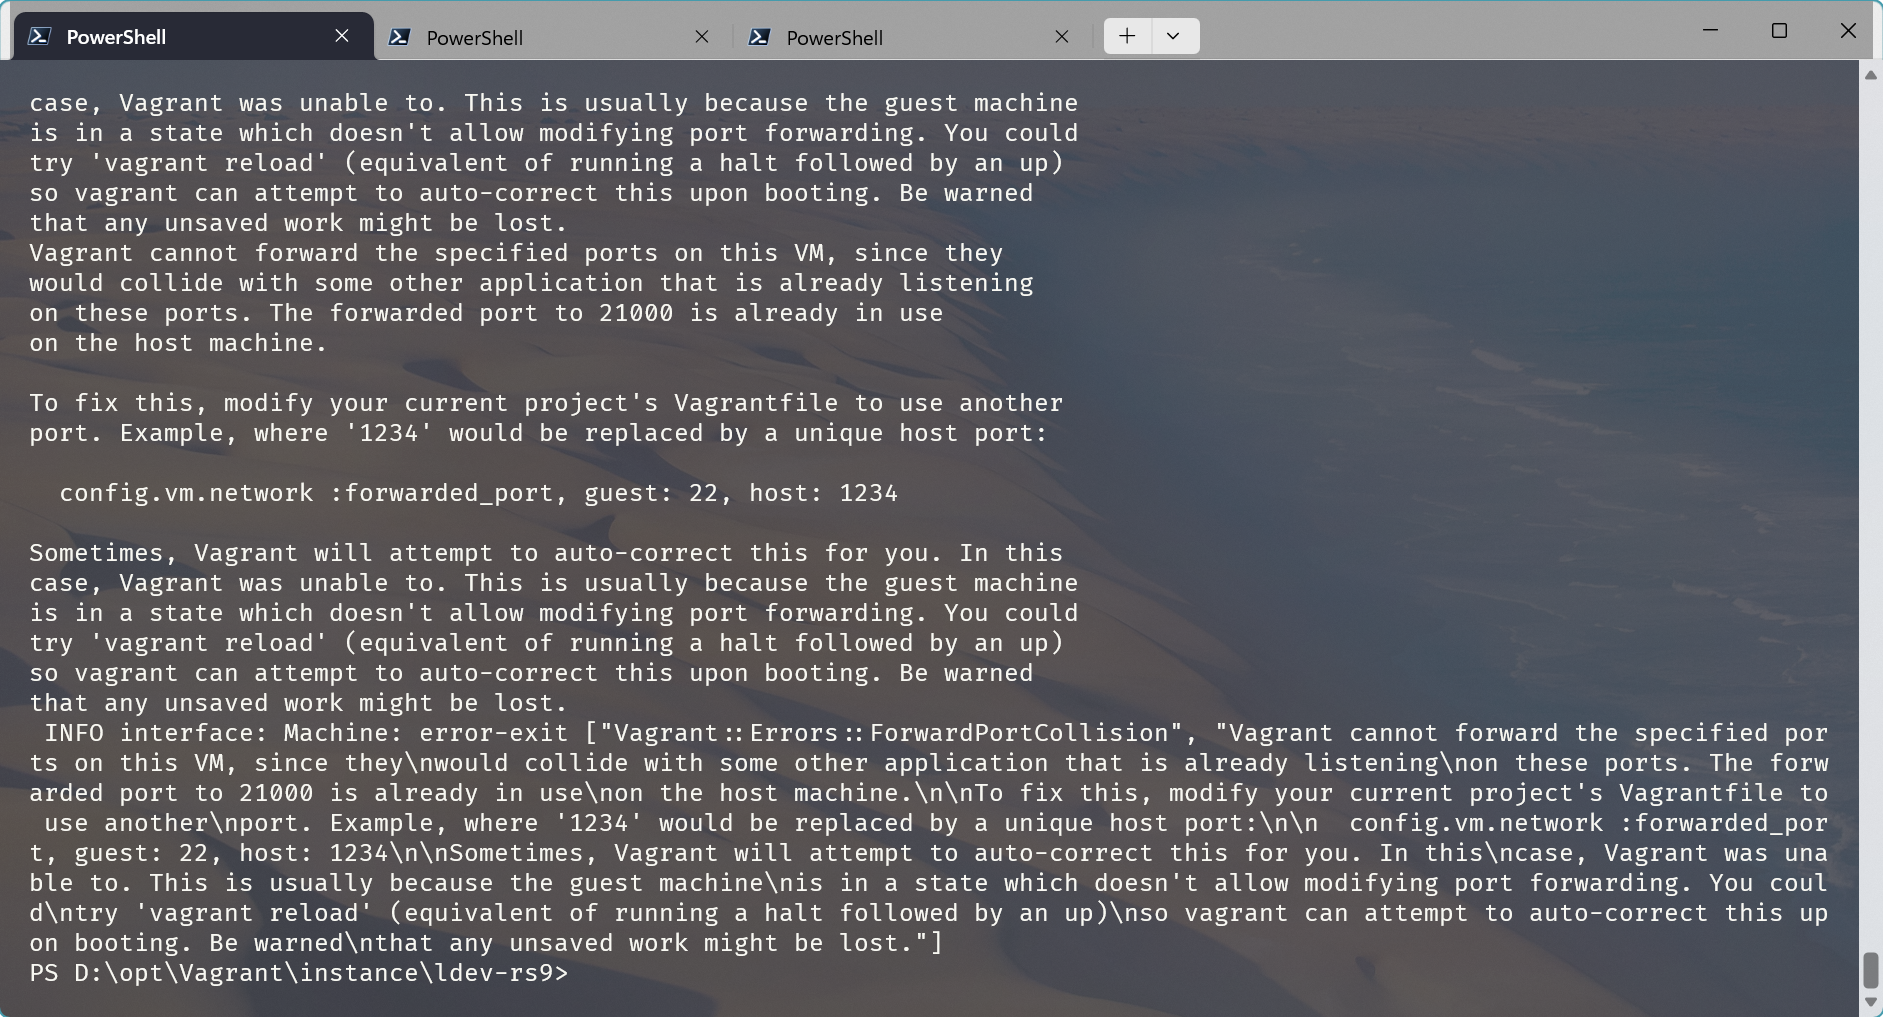 PowerShell
PowerShell
PowerShell
case, Vagrant was unable to. This is usually because the guest machine
is in a state which doesn't allow modifying port forwarding. You could
try 'vagrant reload' (equivalent of running a halt followed by an up)
so vagrant can attempt to auto-correct this upon booting. Be warned
that any unsaved work might be lost.
Vagrant cannot forward the specified ports on this VM, since they
would collide with some other application that is already listening
on these ports. The forwarded port to 21000 is already in use
on the host machine.
To fix this, modify your current project's Vagrantfile to use another
port. Example, where '1234' would be replaced by a unique host port:
config.vm.network :forwarded_port, guest: 22, host: 1234
Sometimes, Vagrant will attempt to auto-correct this for you. In this
case, Vagrant was unable to. This is usually because the guest machine
is in a state which doesn't allow modifying port forwarding. You could
try 'vagrant reload' (equivalent of running a halt followed by an up)
so vagrant can attempt to auto-correct this upon booting. Be warned
that any unsaved work might be lost.
INFO interface: Machine: error-exit ["Vagrant::Errors::ForwardPortCollision", "Vagrant cannot forward the specified por
ts on this VM, since they\nwould collide with some other application that is already listening\non these ports. The forw
arded port to 21000 is already in use\non the host machine.\n\nTo fix this, modify your current project's Vagrantfile to
use another\nport. Example, where '1234' would be replaced by a unique host port:\n\n  config.vm.network :forwarded_por
t, guest: 22, host: 1234\n\nSometimes, Vagrant will attempt to auto-correct this for you. In this\ncase, Vagrant was una
ble to. This is usually because the guest machine\nis in a state which doesn't allow modifying port forwarding. You coul
d\ntry 'vagrant reload' (equivalent of running a halt followed by an up)\nso vagrant can attempt to auto-correct this up
on booting. Be warned\nthat any unsaved work might be lost."]
PS D:\opt\Vagrant\instance\ldev-rs9>